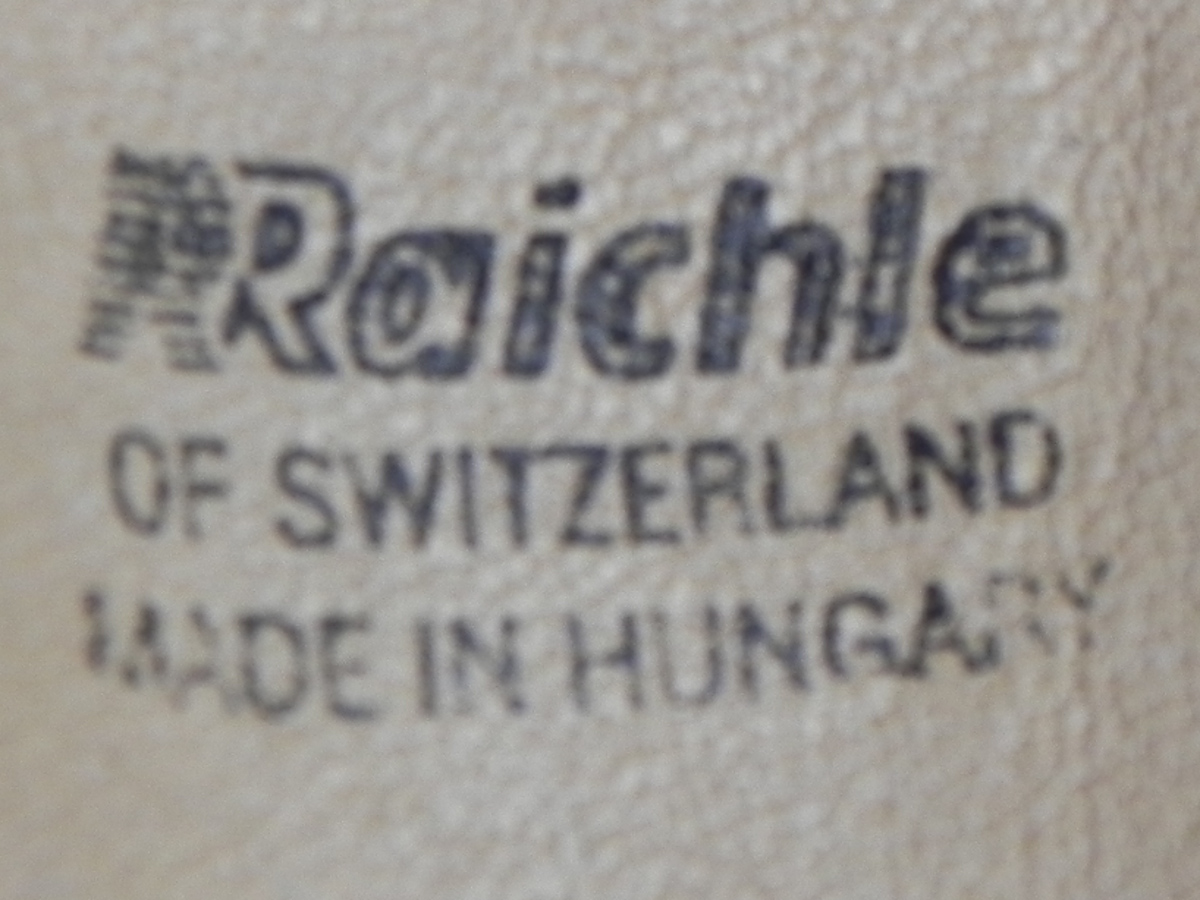 Raichle
OF SWITZERLAND
MADE IN HUNGARY